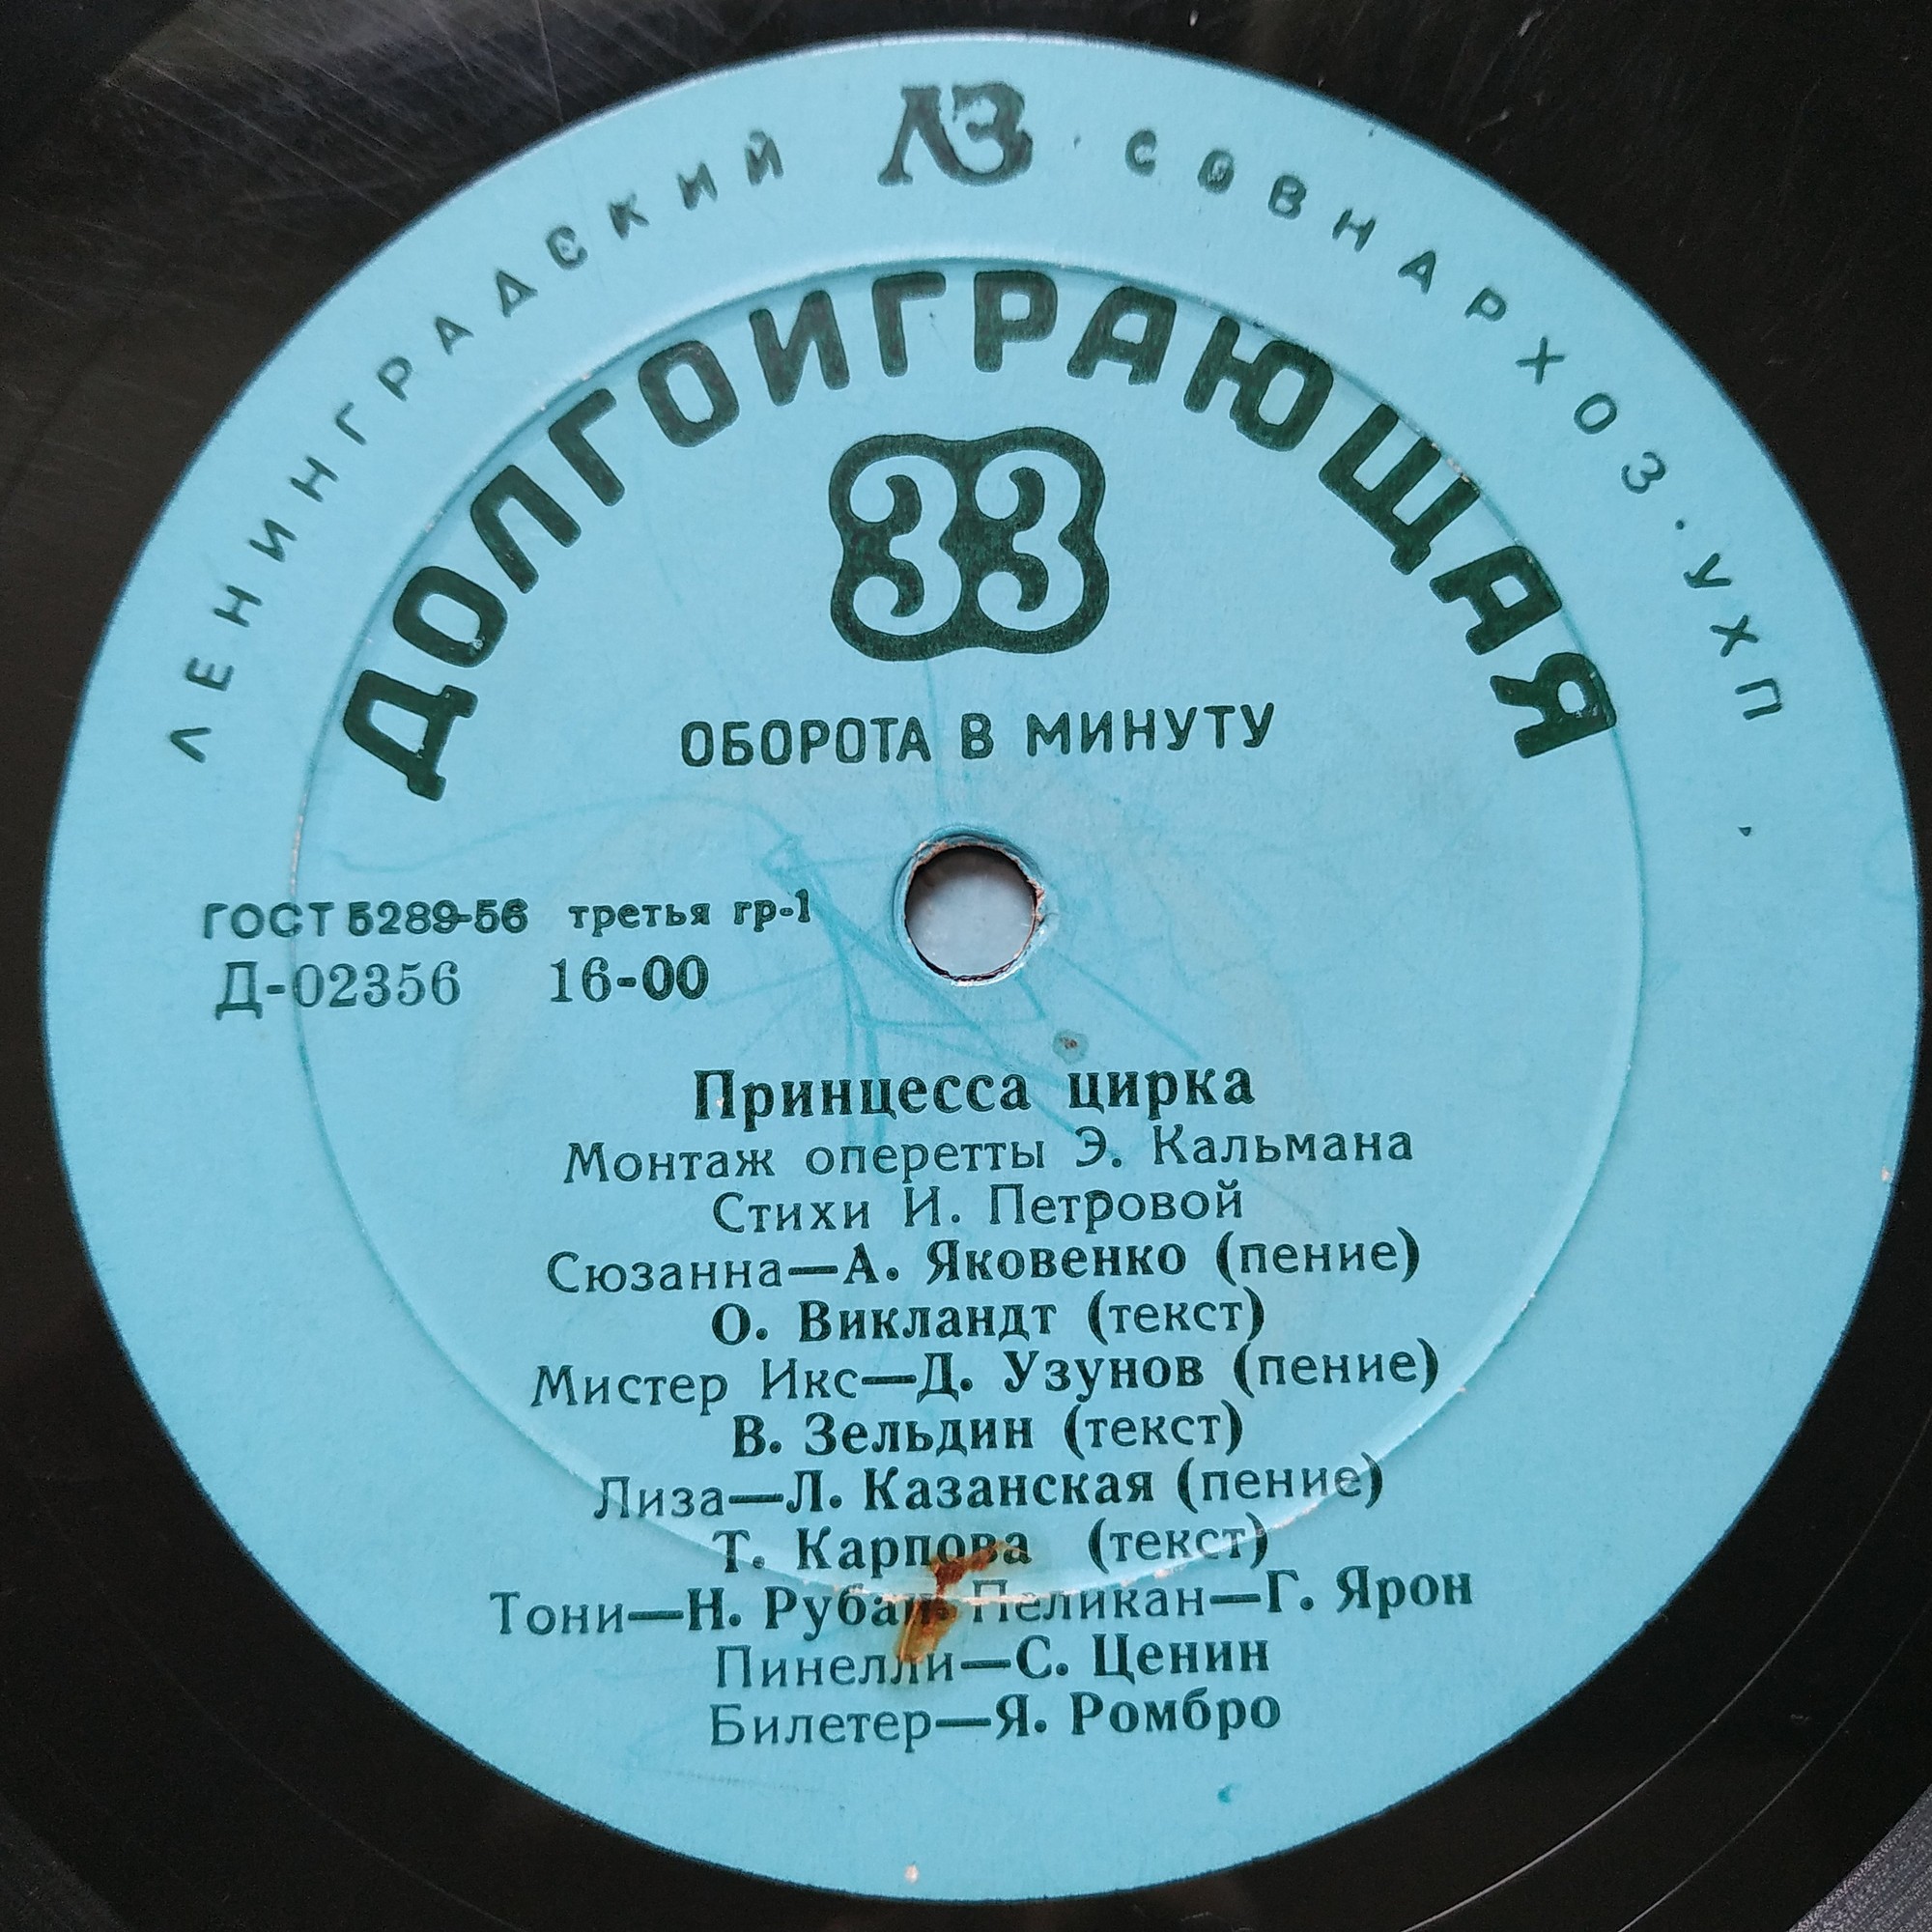 ЛЕНИНГРАДСКИЙ ЛЗ СОВНАРХОЗ · УХП
ДОЛГОИГРАЮЩАЯ
33
ОБОРОТА В МИНУТУ
ГОСТ 5289-56 третья гр-1
Д-02356 16-00
Принцесса цирка
Монтаж оперетты Э. Кальмана
Стихи И. Петровой
Сюзанна—А. Яковенко (пение)
О. Викландт (текст)
Мистер Икс—Д. Узунов (пение)
В. Зельдин (текст)
Лиза—Л. Казанская (пение)
Т. Карпова (текст)
Тони—Н. Рубан Пеликан—Г. Ярон
Пинелли—С. Ценин
Билетер—Я. Ромбро